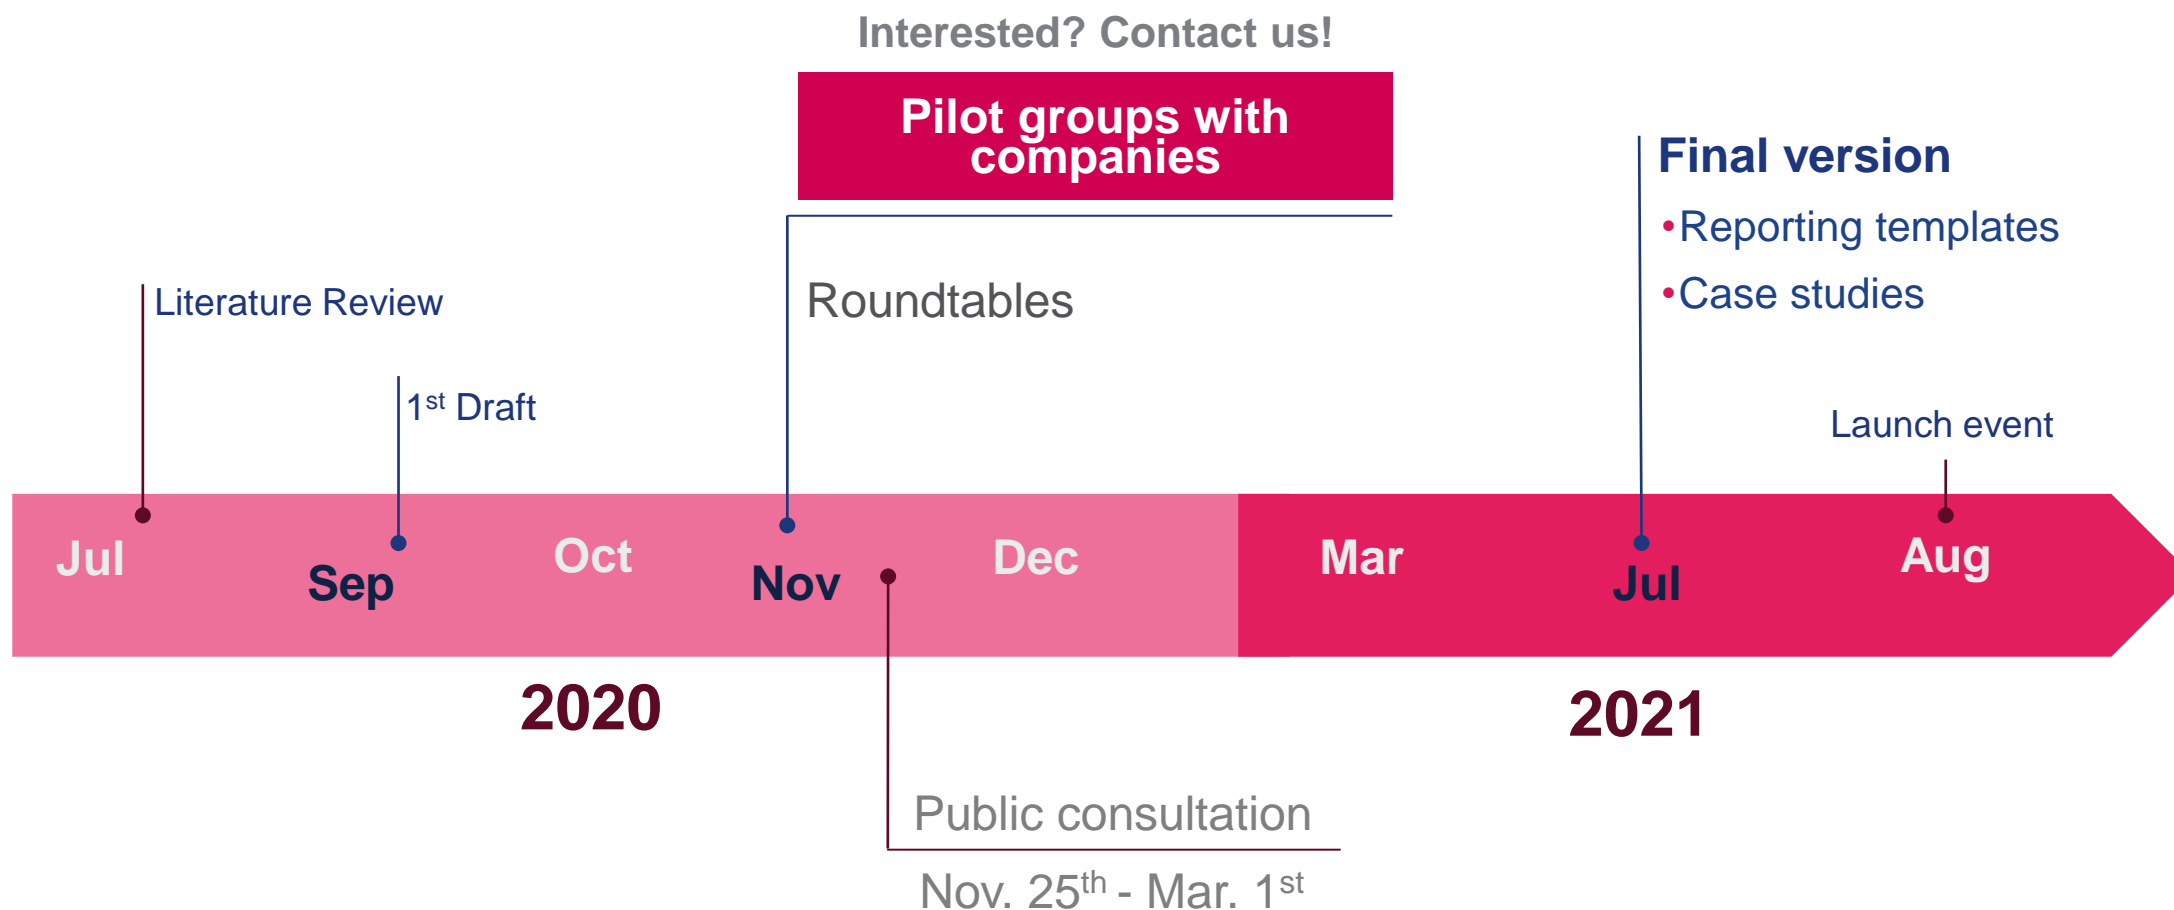 Interested? Contact us!
Pilot groups with
companies
Final version
•Reporting templates
•Case studies
Literature Review
Roundtables
1st Draft
Launch event
Jul
Sep
Oct
Nov
Dec
Mar
Jul
Aug
2020
2021
Public consultation
Nov. 25th - Mar. 1st